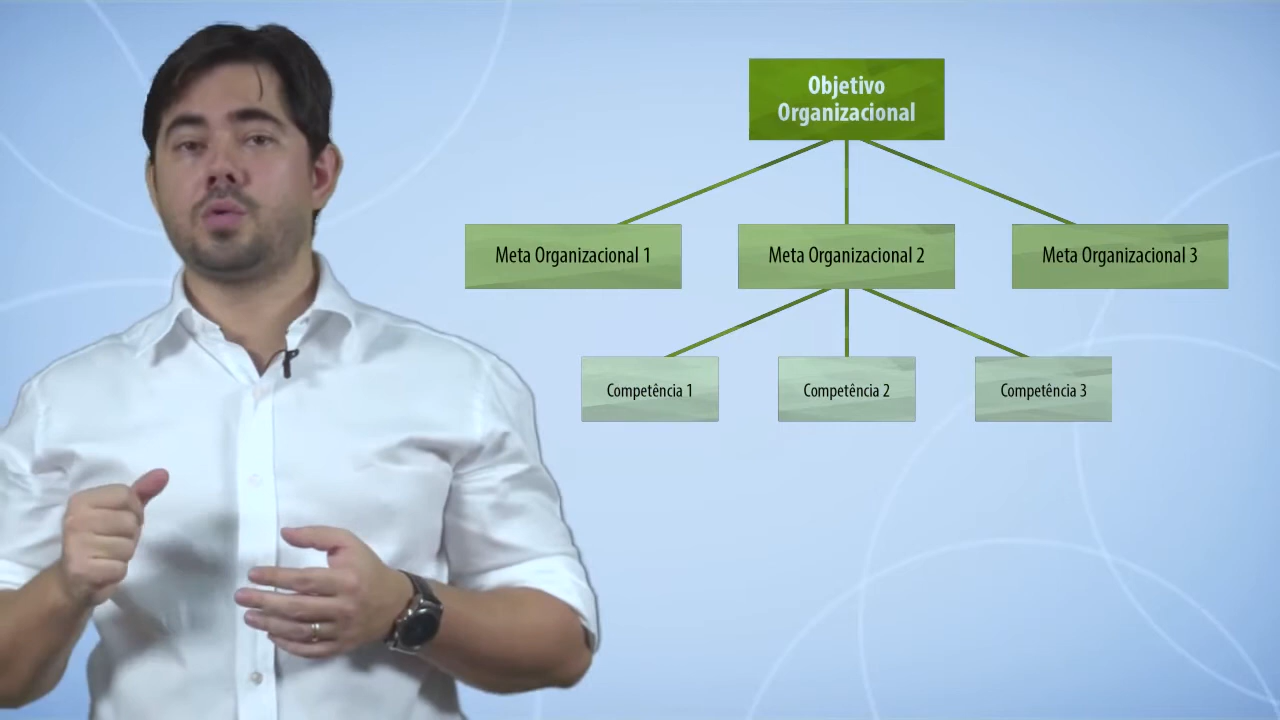 Objetivo
Organizacional
Meta Organizacional 1
Meta Organizacional 2
Meta Organizacional 3
Competência 1
Competência 2
Competência 3